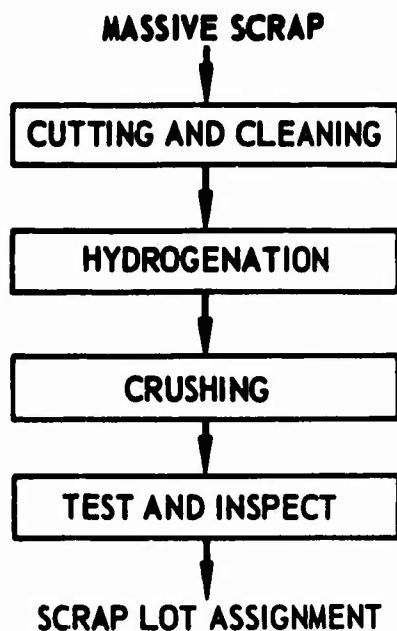 MASSIVE SCRAP
CUTTING AND CLEANING
HYDROGENATION
CRUSHING
TEST AND INSPECT
SCRAP LOT ASSIGNMENT